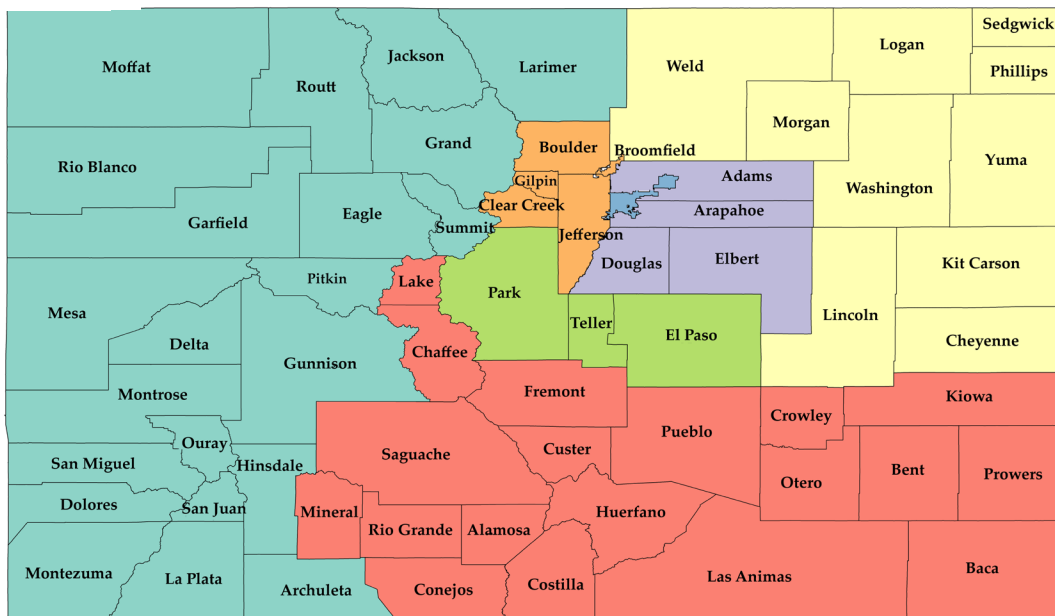 Sedgwick
Logan
Jackson
Moffat
Larimer
Weld
Phillips
Routt
Morgan
Grand
Boulder
Broomfield
Yuma
Rio Blanco
Adams
Gilpin
Washington
Clear Creek
Arapahoe
Eagle
Garfield
Summit
Jefferson
Elbert
Douglas
Kit Carson
Pitkin
Lake
Park
Mesa
Lincoln
Teller
El Paso
Delta
Cheyenne
Chaffee
Gunnison
Fremont
Montrose
Kiowa
Crowley
Pueblo
Ouray
Custer
Saguache
San Miguel
Hinsdale
Bent
Prowers
Otero
Dolores
San Juan
Mineral
Huerfano
Rio Grande
Alamosa
Baca
Montezuma
La Plata
Las Animas
Costilla
Archuleta
Conejos